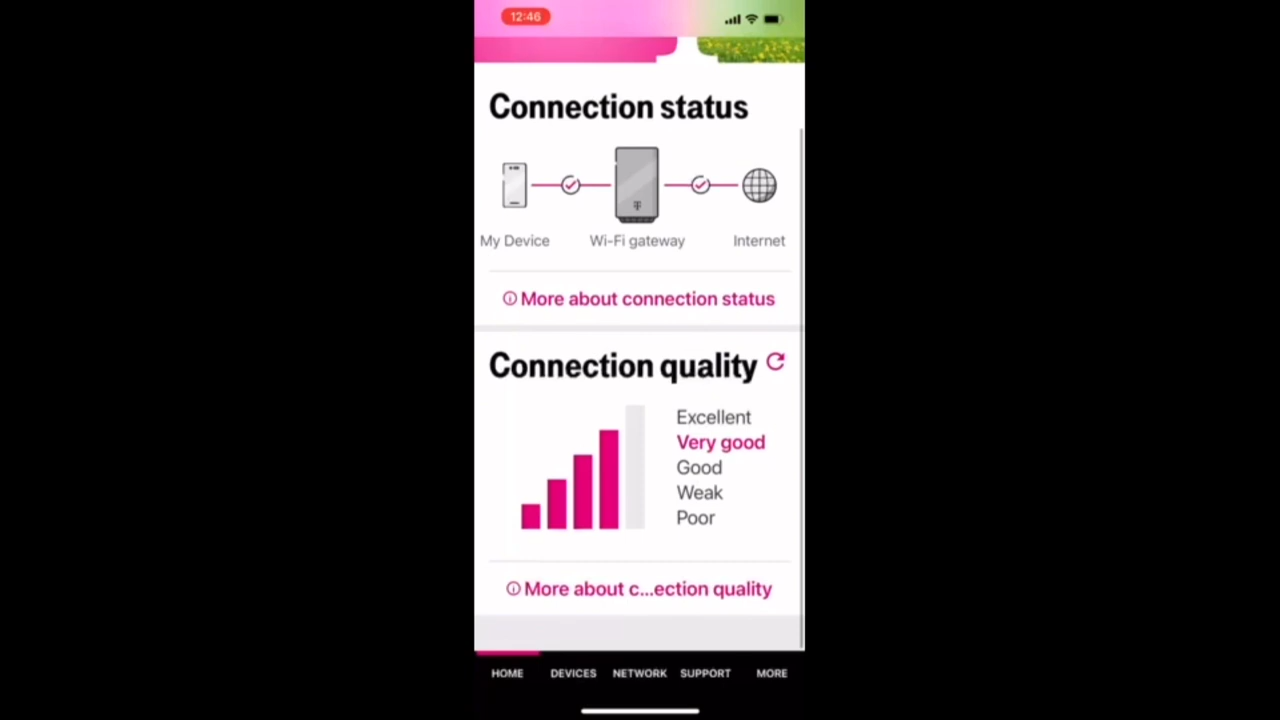 12:46
Connection status
My Device Wi-Fi gateway Internet
More about connection status
Connection quality
Excellent
Very good
Good
Weak
Poor
More about c...ection quality
HOME DEVICES NETWORK SUPPORT MORE